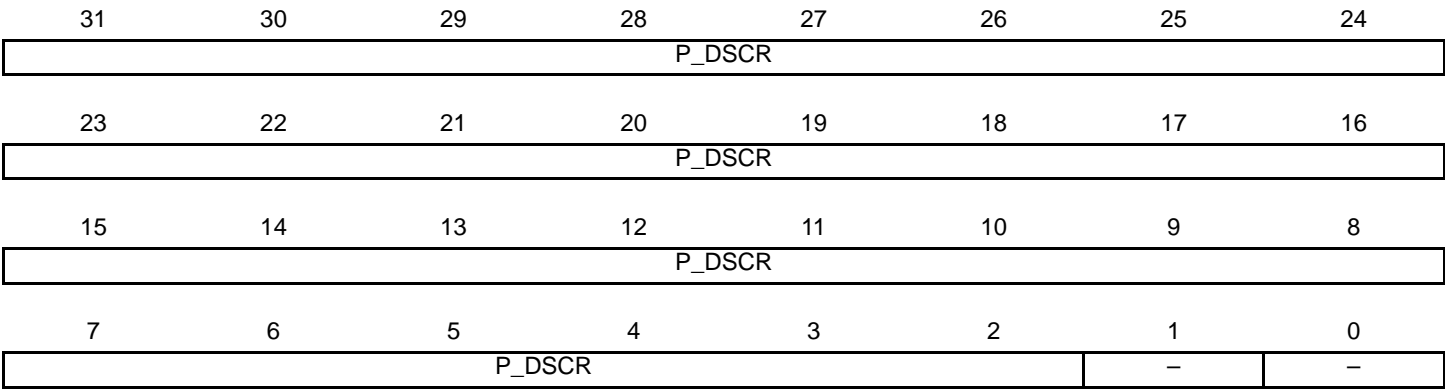 31 30 29 28 27 26 25 24
P_DSCR
23 22 21 20 19 18 17 16
P_DSCR
15 14 13 12 11 10 9 8
P_DSCR
7 6 5 4 3 2 1 0
P_DSCR – –